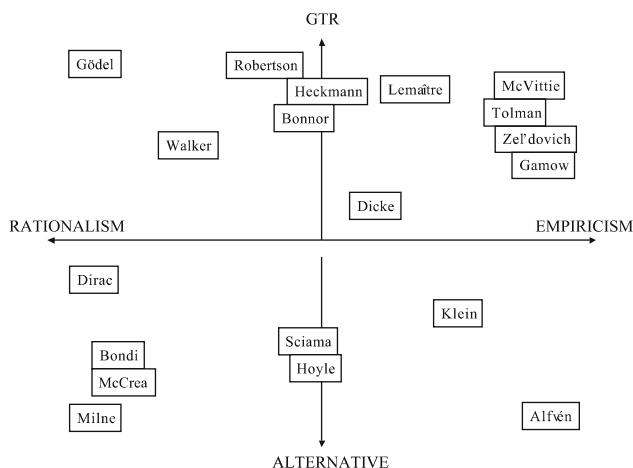 GTR
Gödel
Robertson
Heckmann
Lemaître
McVittie
Bonnor
Tolman
Walker
Zel'dovich
Gamow
Dicke
RATIONALISM
EMPIRICISM
Dirac
Klein
Sciama
Bondi
Hoyle
McCrea
Milne
Alfvén
ALTERNATIVE